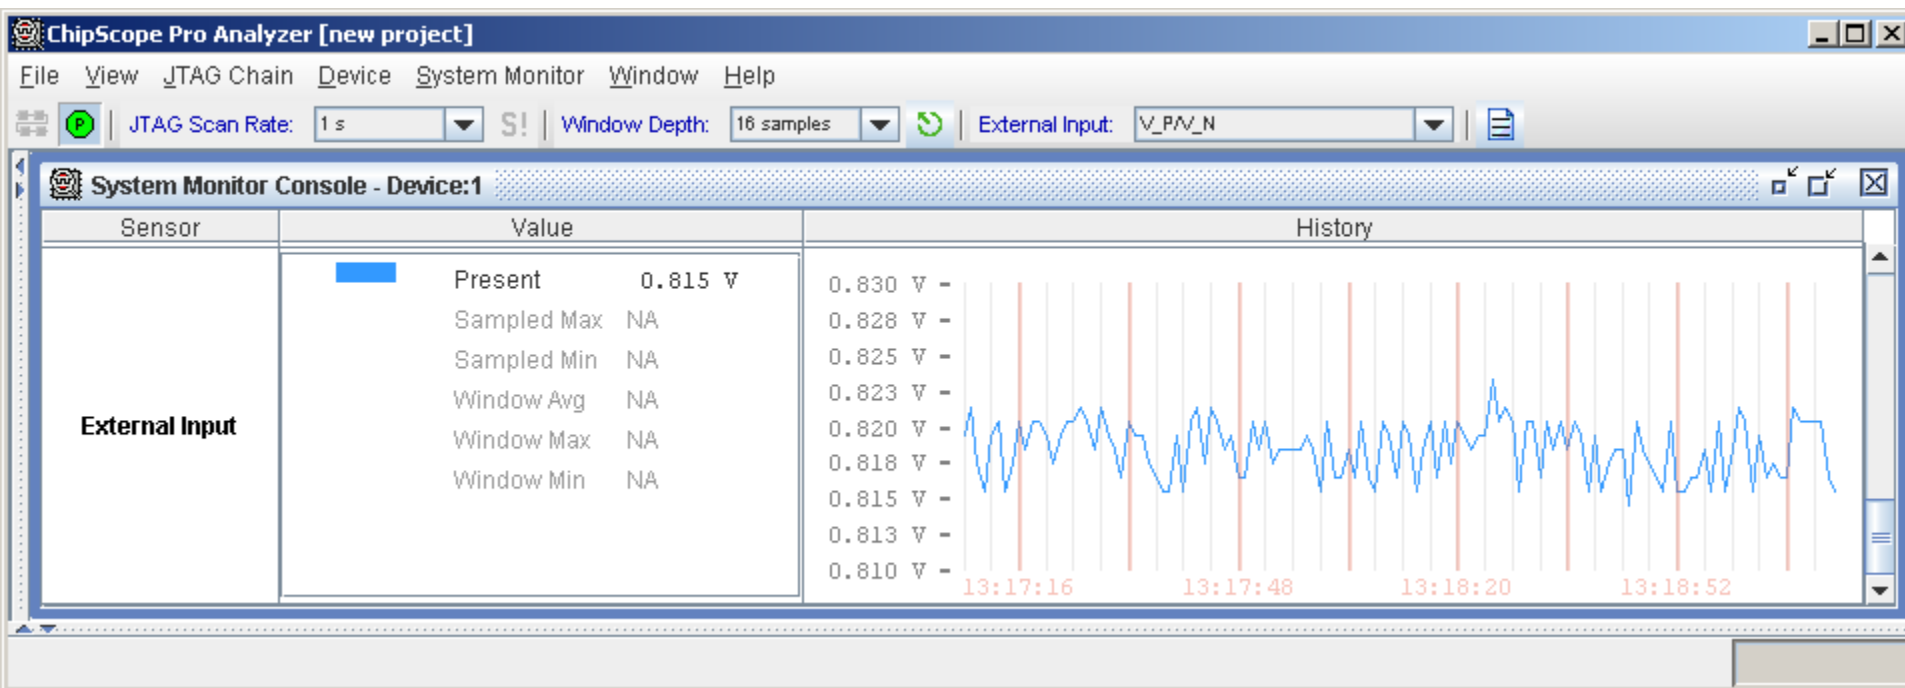 ChipScope Pro Analyzer [new project]
File View JTAG Chain Device System Monitor Window Help
JTAG Scan Rate: 1 s S! Window Depth: 16 samples External Input: V_P/V_N
System Monitor Console - Device:1
Sensor Value History
External Input
Present 0.815 V
Sampled Max NA
Sampled Min NA
Window Avg NA
Window Max NA
Window Min NA
0.830 V
0.828 V
0.825 V
0.823 V
0.820 V
0.818 V
0.815 V
0.813 V
0.810 V
13:17:16 13:17:48 13:18:20 13:18:52